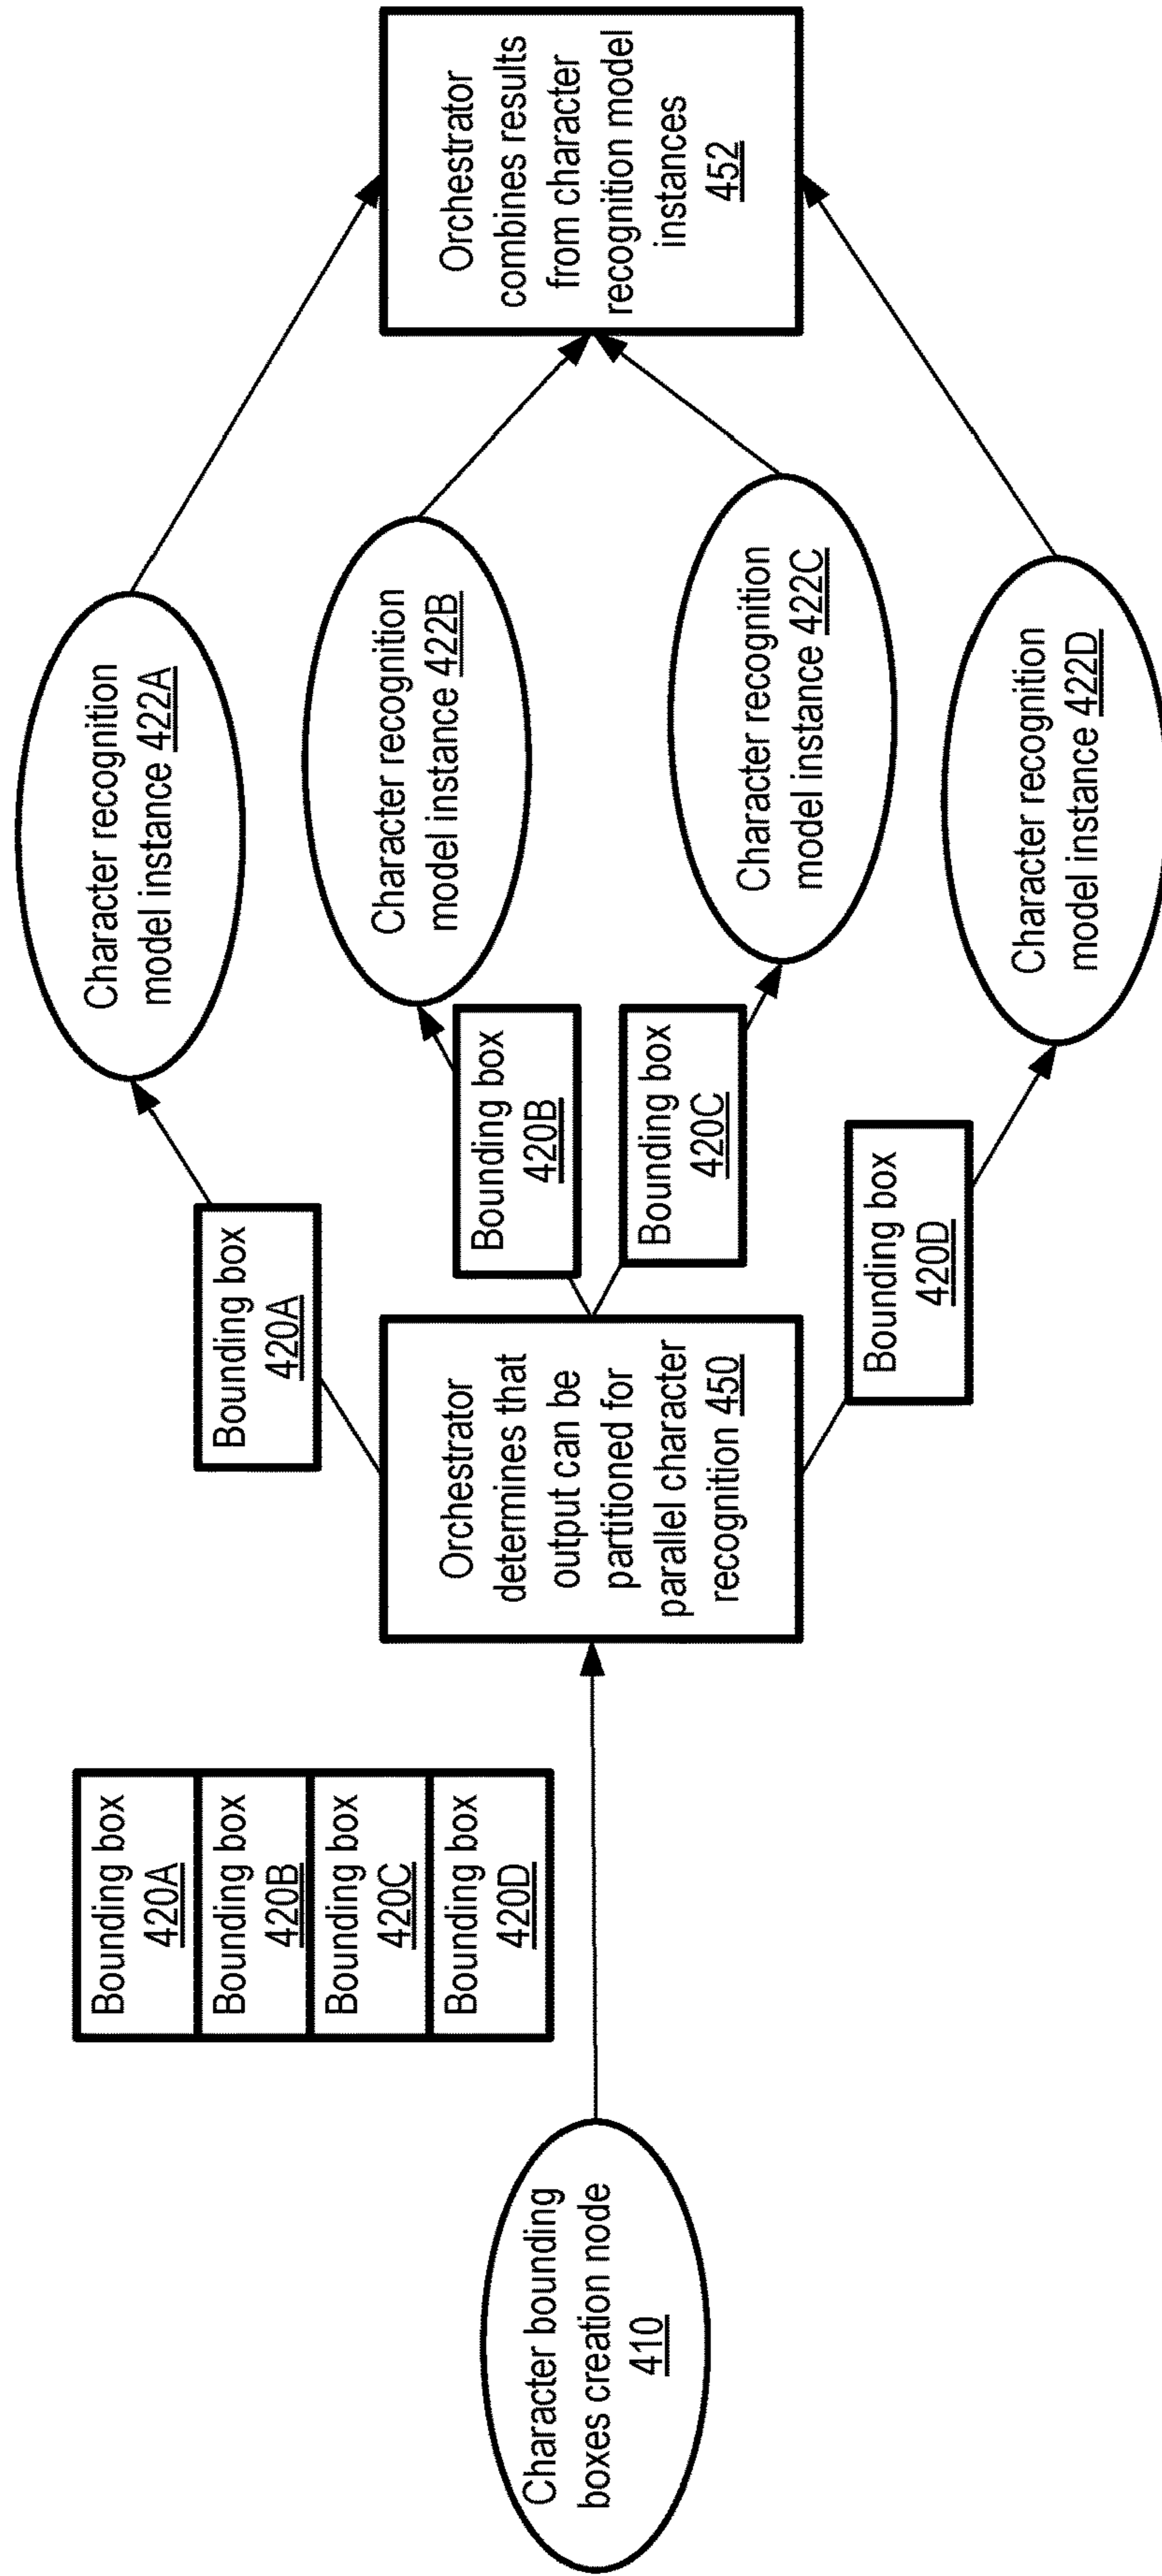 Character bounding
boxes creation node
410
Bounding box
420A
Bounding box
420B
Bounding box
420C
Bounding box
420D
Orchestrator
determines that
output can be
partitioned for
parallel character
recognition 450
Bounding box
420A
Bounding box
420B
Bounding box
420C
Bounding box
420D
Character recognition
model instance 422A
Character recognition
model instance 422B
Character recognition
model instance 422C
Character recognition
model instance 422D
Orchestrator
combines results
from character
recognition model
instances
452